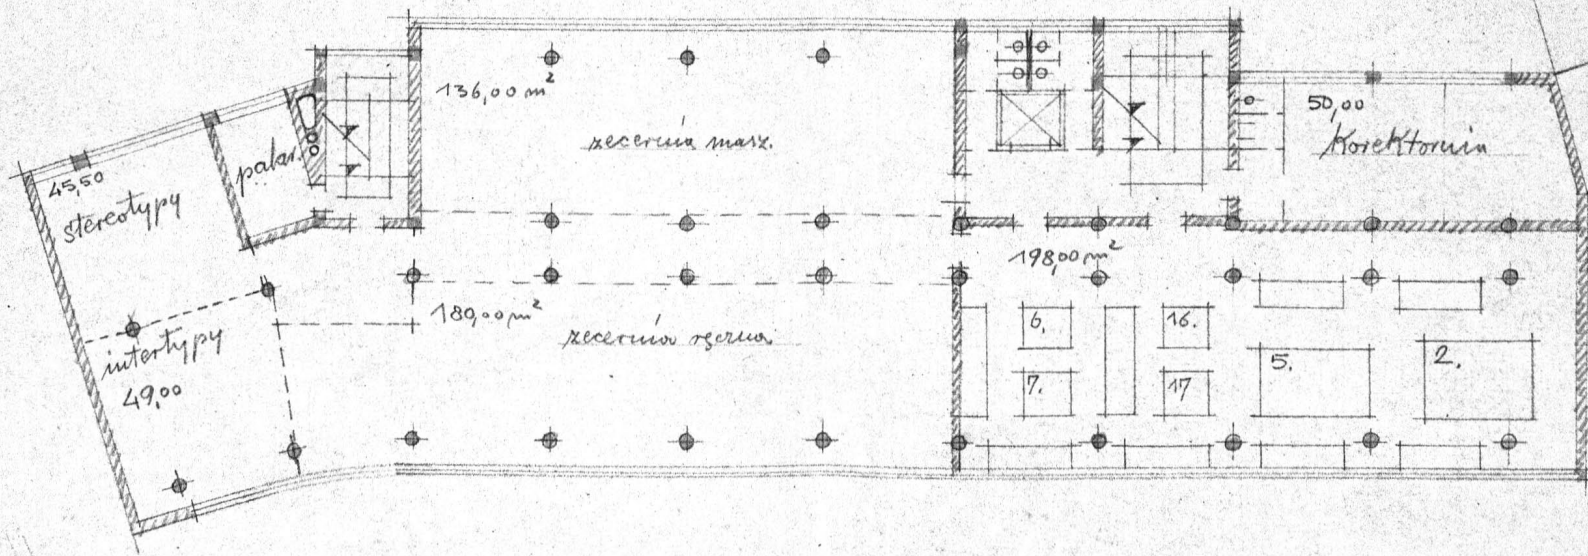 45,50
stereotypy
palar.
136,00 m²
zecernia masz.
50,00
Korektornia
198,00 m²
intertypy
49,00
180,00 m²
zecernia ręczna
6.
16.
7.
17
5.
2.